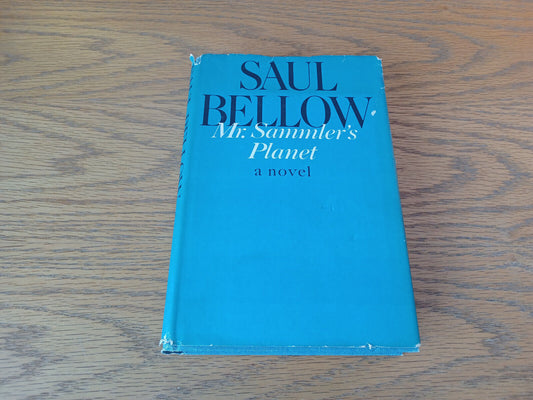 SAUL
BELLOW
Mr. Sammler's
Planet
a novel